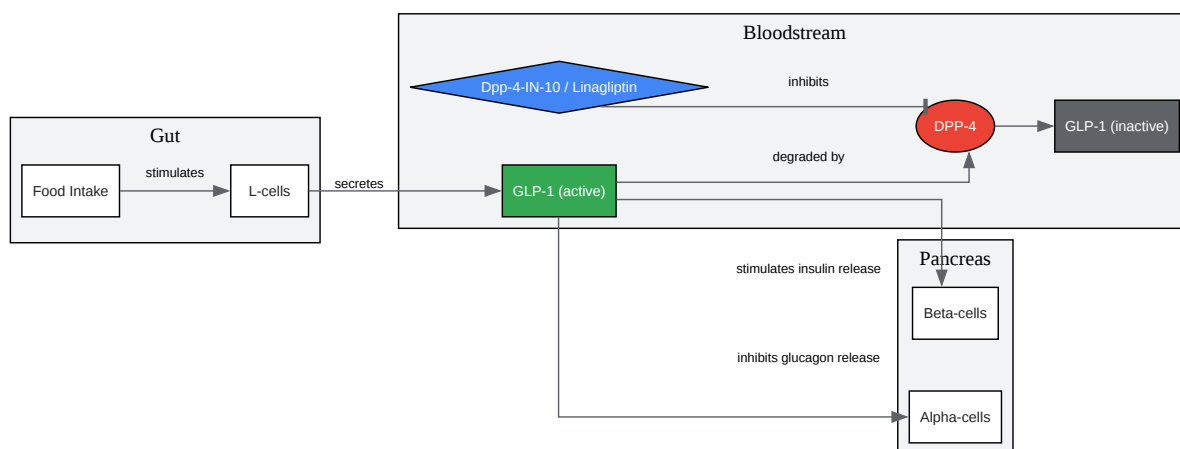 Bloodstream
Dpp-4-IN-10 / Linagliptin
inhibits
DPP-4
GLP-1 (inactive)
Gut
Food Intake
stimulates
L-cells
secretes
GLP-1 (active)
degraded by
Pancreas
stimulates insulin release
Beta-cells
inhibits glucagon release
Alpha-cells